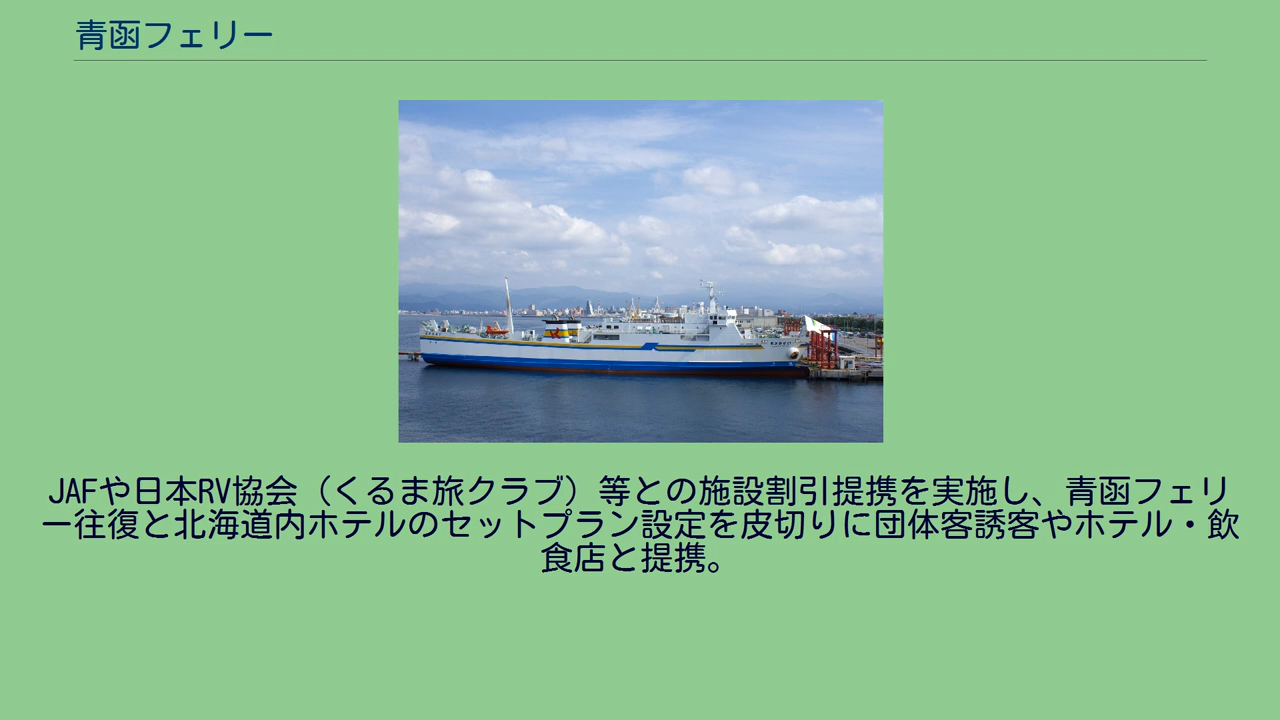 青函フェリー
JAFや日本RV協会（くるま旅クラブ）等との施設割引提携を実施し、青函フェリ
ー往復と北海道内ホテルのセットプラン設定を皮切りに団体客誘客やホテル・飲
食店と提携。